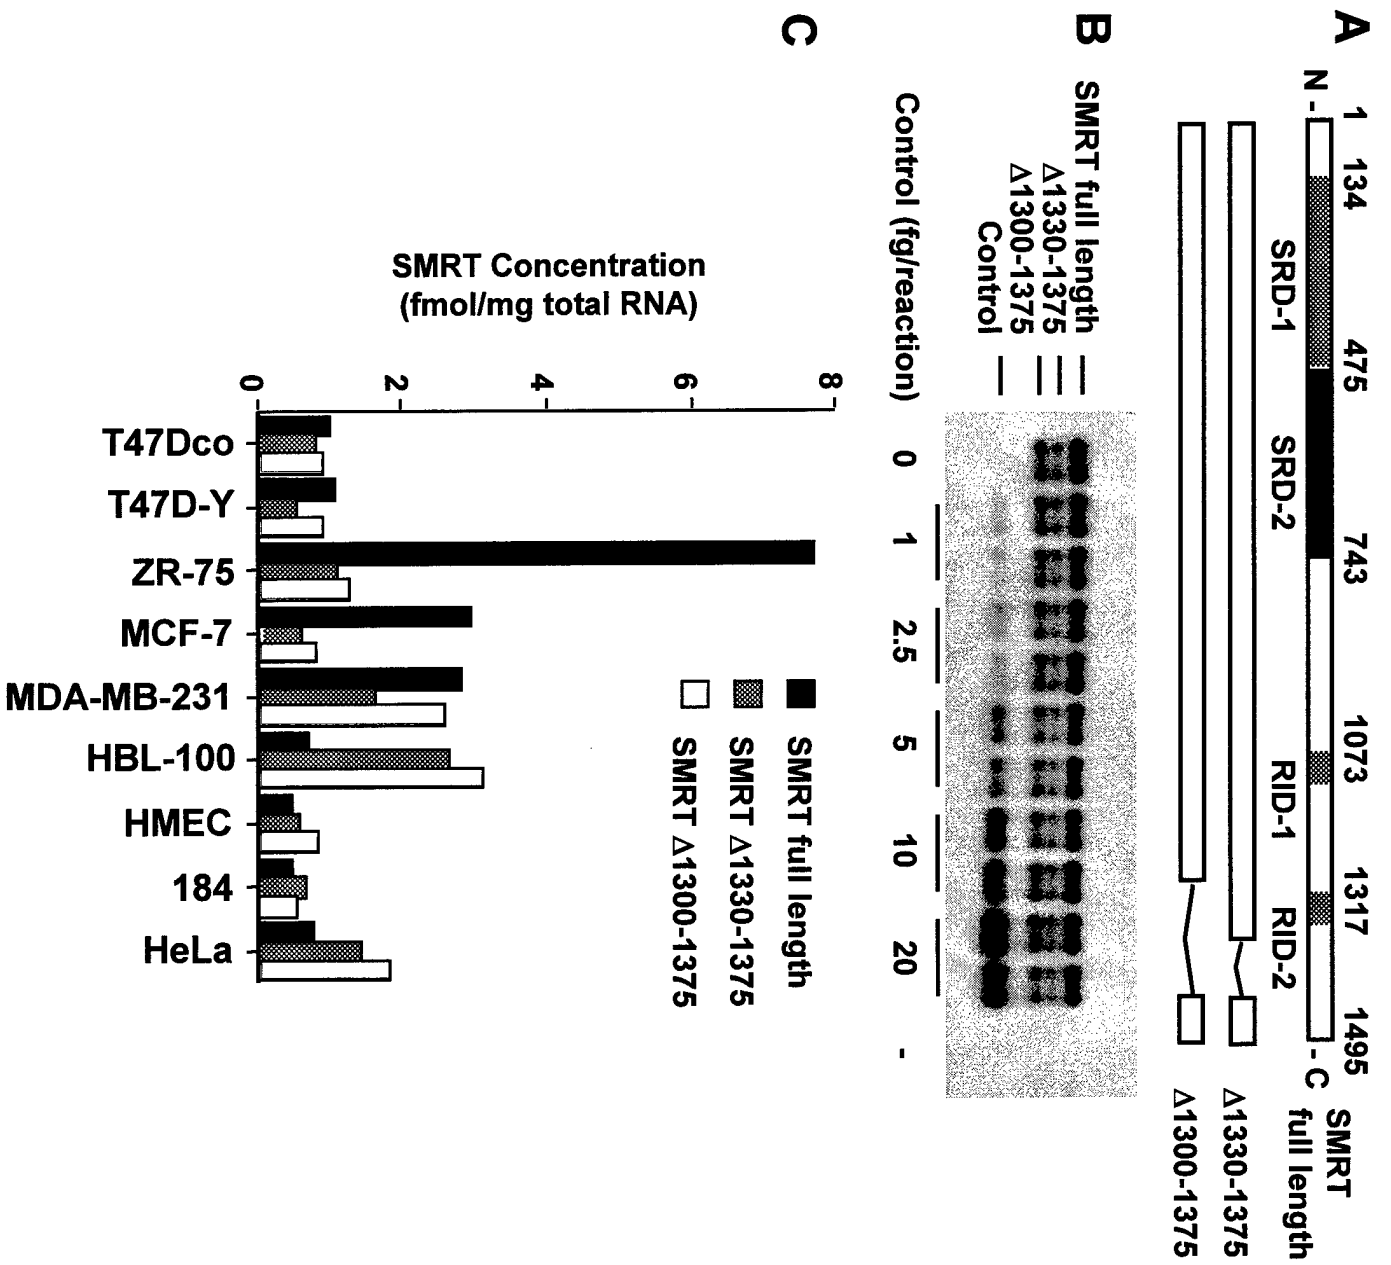 A
1 134 475 743 1073 1317 1495
N - - C
SMRT
full length
SRD-1 SRD-2 RID-1 RID-2
Δ1330-1375
Δ1300-1375
B
SMRT full length
Δ1330-1375
Δ1300-1375
Control
Control (fg/reaction) 0 1 2.5 5 10 20 -
C
SMRT Concentration
(fmol/mg total RNA)
8
6
4
2
0
SMRT full length
SMRT Δ1330-1375
SMRT Δ1300-1375
T47Dco
T47D-Y
ZR-75
MCF-7
MDA-MB-231
HBL-100
HMEC
184
HeLa